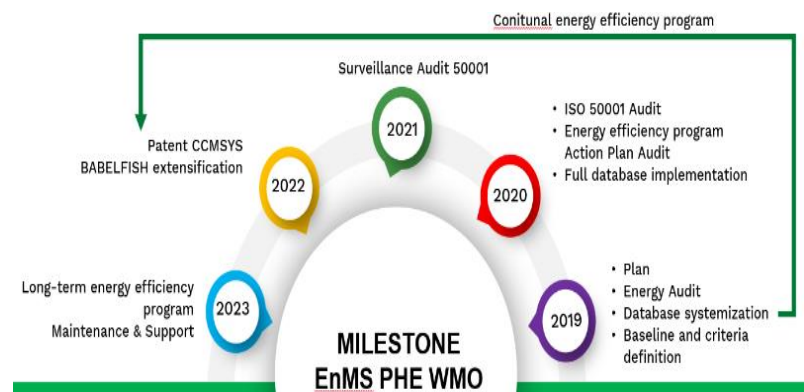 Conitunal energy efficiency program
Surveillance Audit 50001
2021
• ISO 50001 Audit
• Energy efficiency program
Action Plan Audit
• Full database implementation
2020
Patent CCMSYS
BABELFISH extensification
2022
• Plan
• Energy Audit
• Database systemization
• Baseline and criteria
definition
2019
Long-term energy efficiency
program
Maintenance & Support
2023
MILESTONE
EnMS PHE WMO